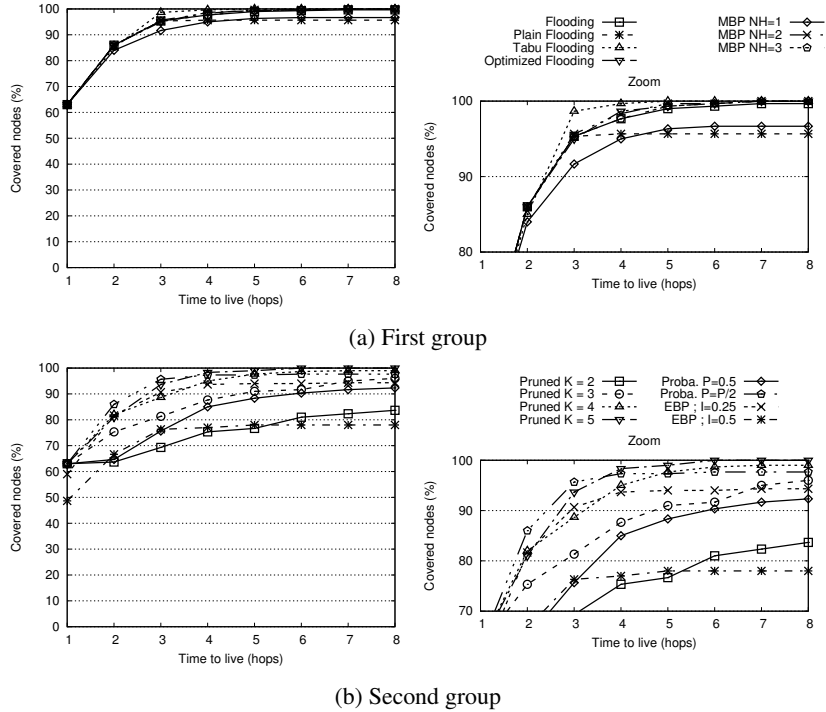 Covered nodes (%)
100
90
80
70
60
50
40
30
20
10
0
1 2 3 4 5 6 7 8
Time to live (hops)
Flooding
Plain Flooding
Tabu Flooding
Optimized Flooding
MBP NH=1
MBP NH=2
MBP NH=3
Zoom
Covered nodes (%)
100
90
80
1 2 3 4 5 6 7 8
Time to live (hops)
(a) First group
Covered nodes (%)
100
90
80
70
60
50
40
30
20
10
0
1 2 3 4 5 6 7 8
Time to live (hops)
Pruned K = 2
Pruned K = 3
Pruned K = 4
Pruned K = 5
Proba. P=0.5
Proba. P=P/2
EBP ; I=0.25
EBP ; I=0.5
Zoom
Covered nodes (%)
100
90
80
70
1 2 3 4 5 6 7 8
Time to live (hops)
(b) Second group